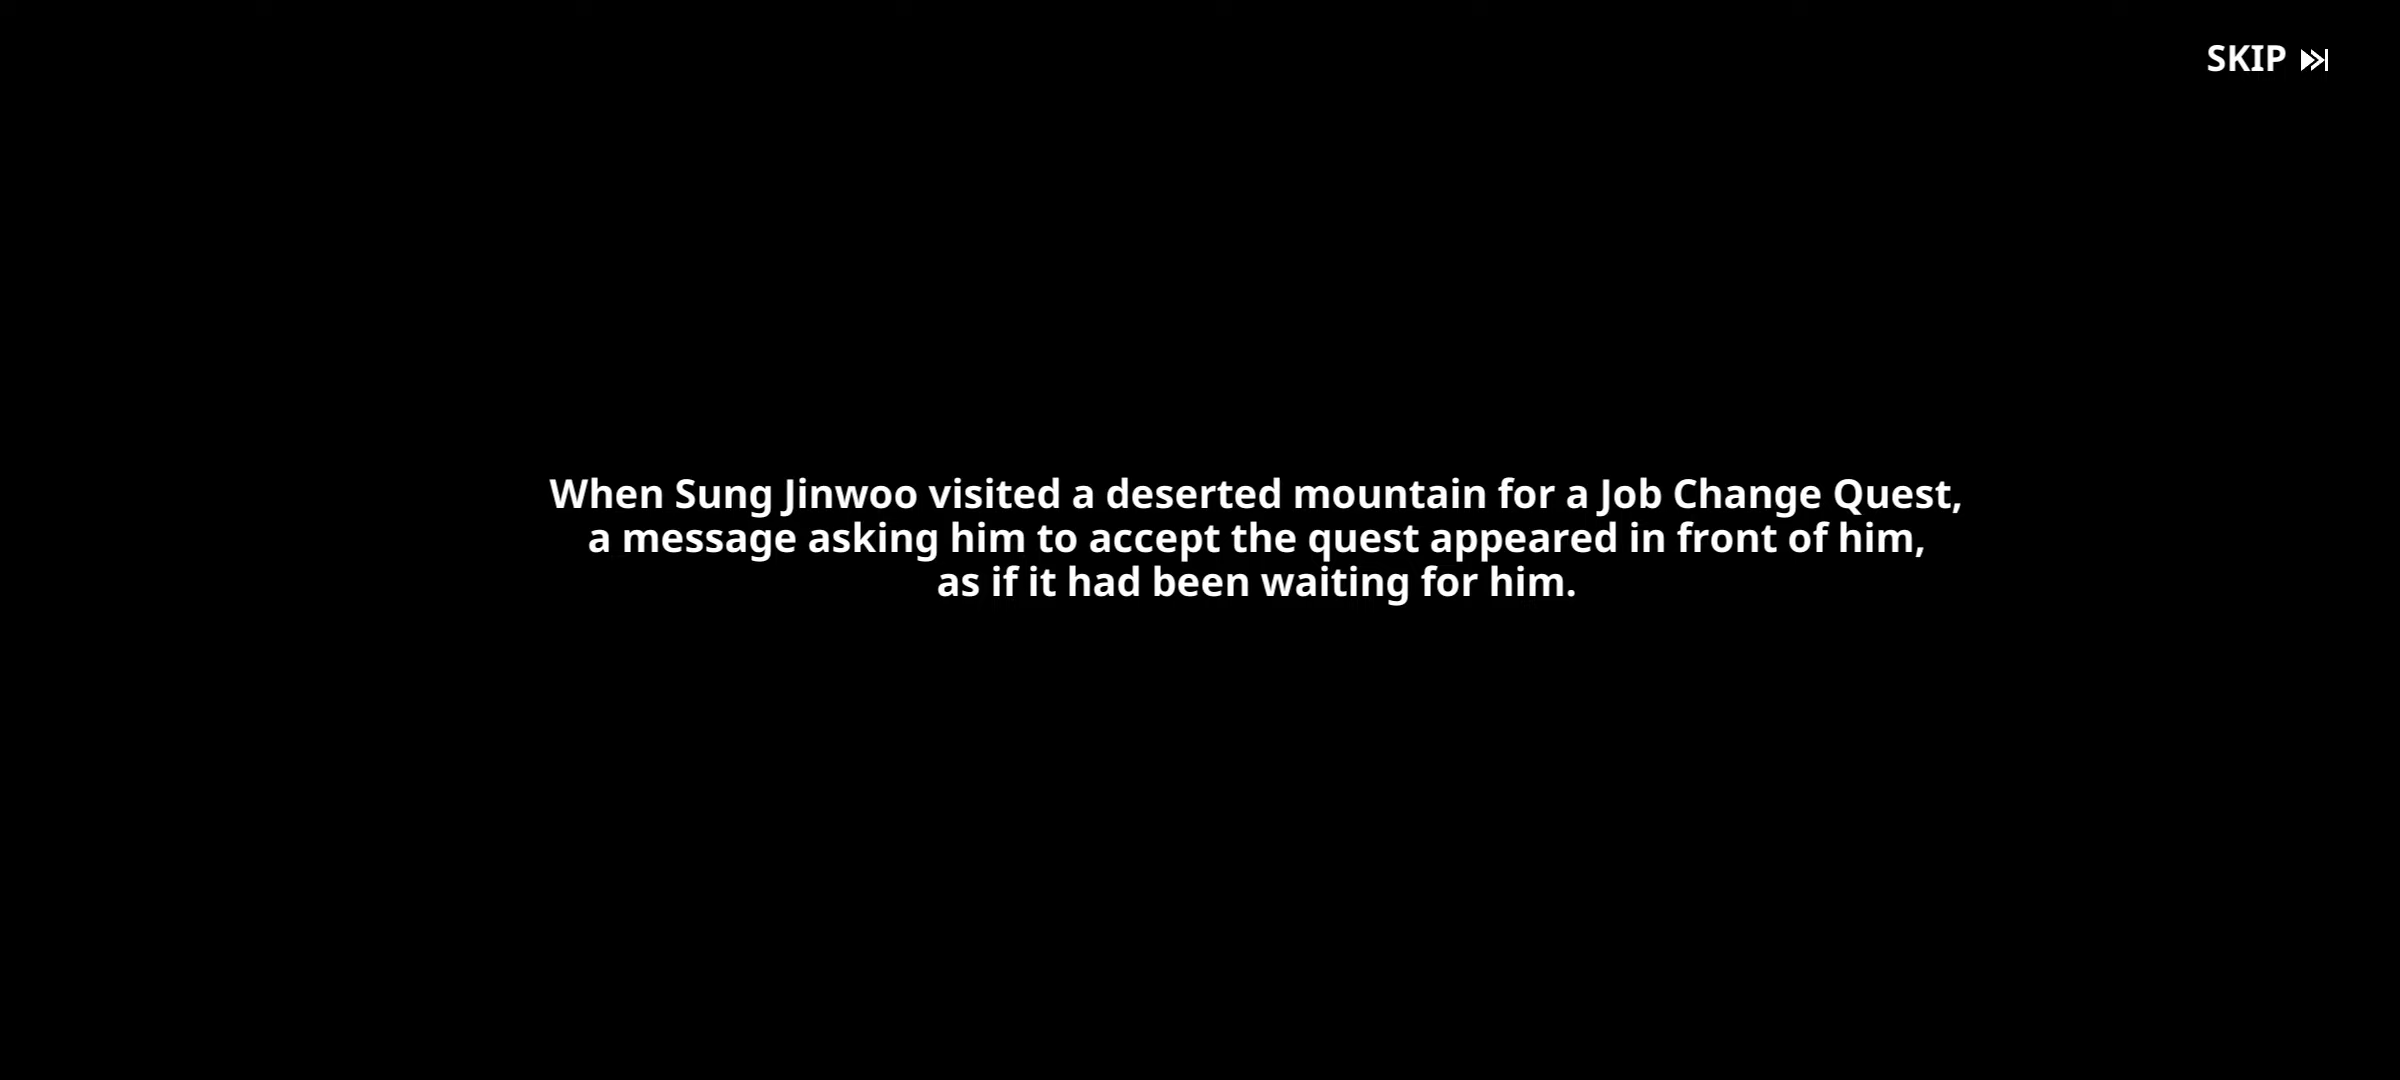 SKIP
When Sung Jinwoo visited a deserted mountain for a Job Change Quest,
a message asking him to accept the quest appeared in front of him,
as if it had been waiting for him.